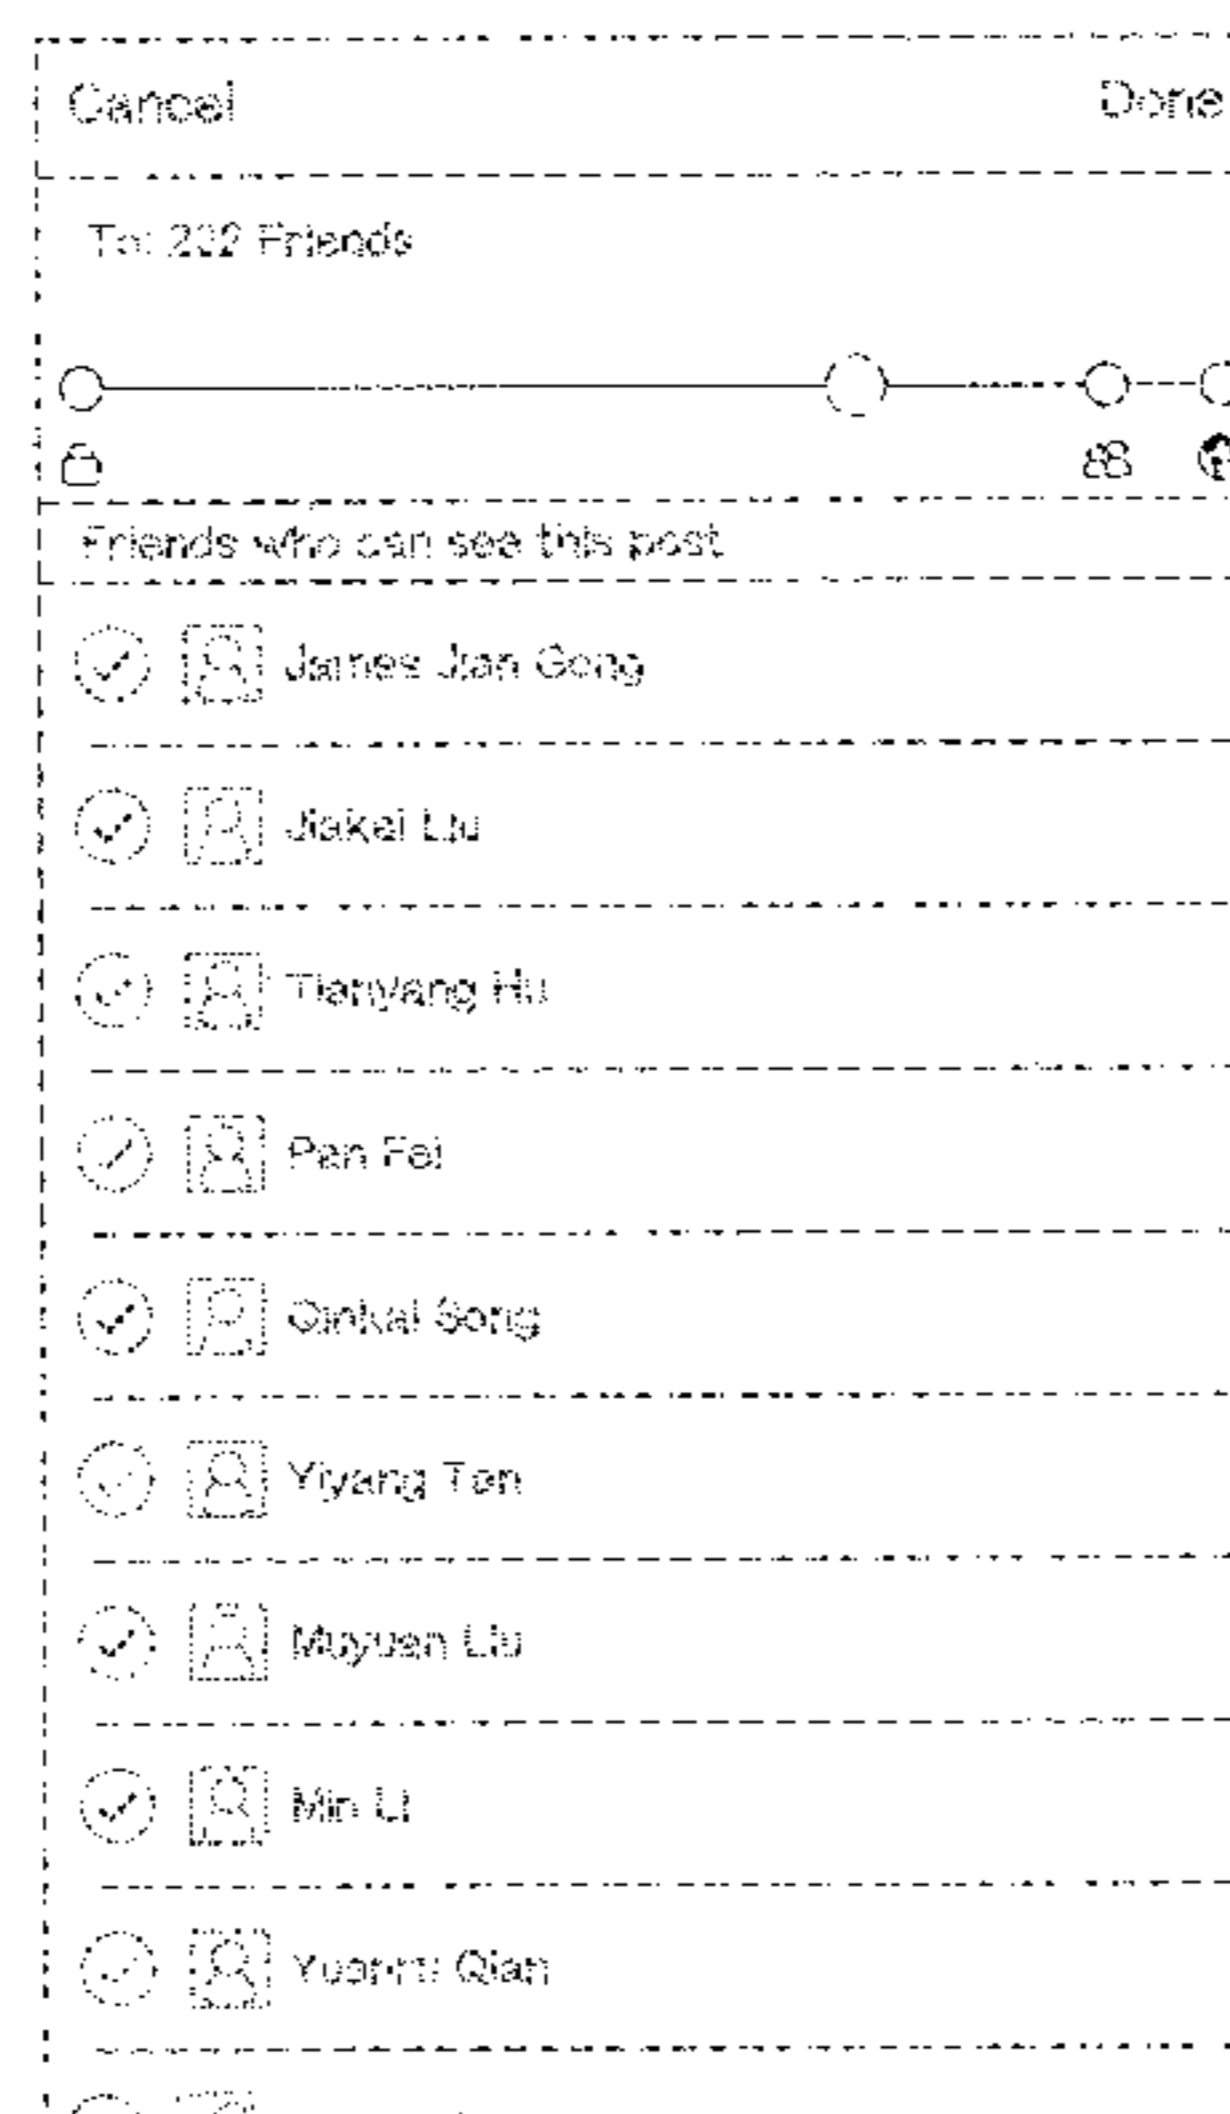 Cancel Done
To: 232 Friends
Friends who can see this post
James Jian Gong
Jiakai Liu
Tianyang Hu
Pan Fei
Qinkai Song
Yiyang Tan
Muyuan Liu
Min Li
Qian